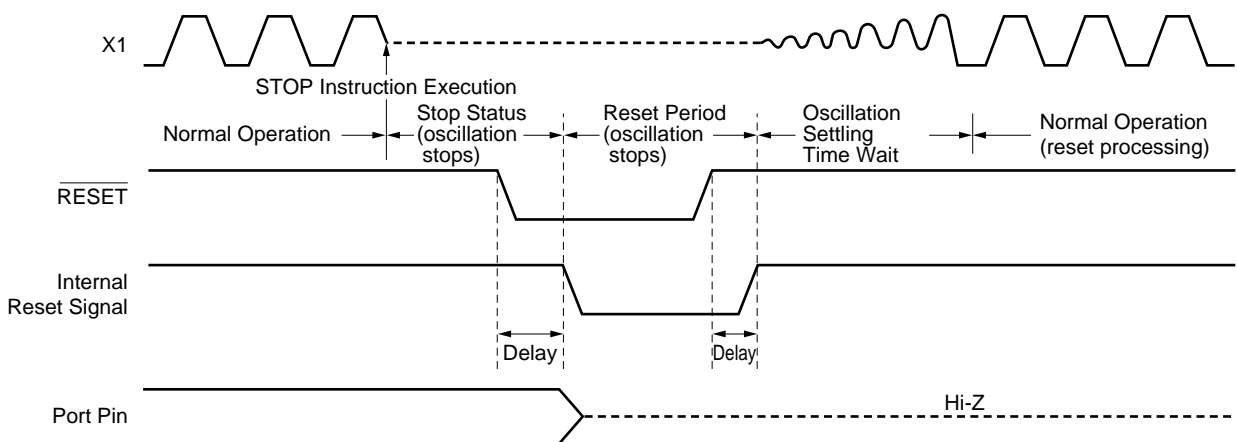 X1
STOP Instruction Execution
Normal Operation
Stop Status
(oscillation
stops)
Reset Period
(oscillation
stops)
Oscillation
Settling
Time Wait
Normal Operation
(reset processing)
RESET
Internal
Reset Signal
Delay
Delay
Port Pin
Hi-Z